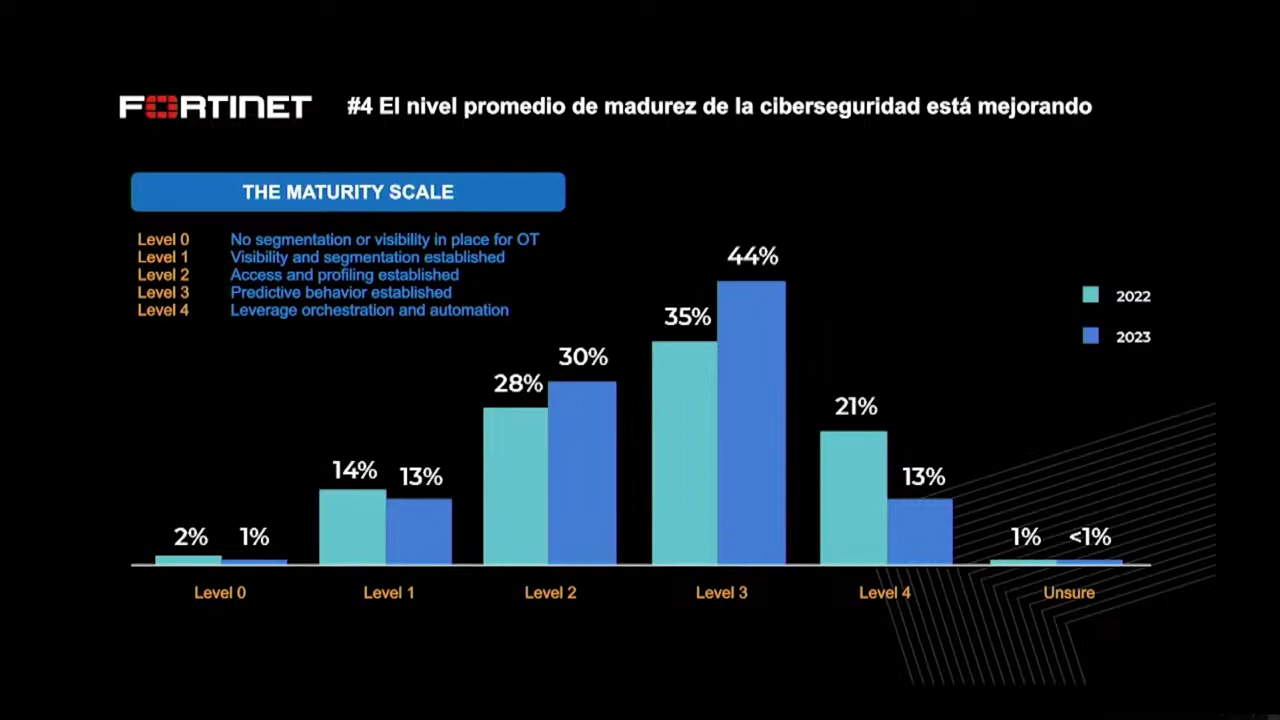 FORTINET
#4 El nivel promedio de madurez de la ciberseguridad está mejorando
THE MATURITY SCALE
Level 0 No segmentation or visibility in place for OT
Level 1 Visibility and segmentation established
Level 2 Access and profiling established
Level 3 Predictive behavior established
Level 4 Leverage orchestration and automation
2022
2023
2% 1%
14% 13%
28% 30%
35% 44%
21% 13%
1% <1%
Level 0 Level 1 Level 2 Level 3 Level 4 Unsure